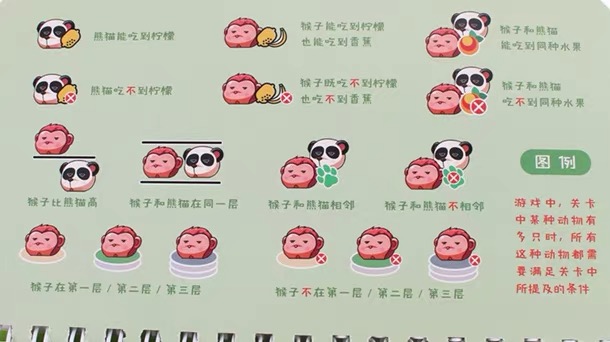 熊猫能吃到柠檬
猴子能吃到柠檬
也能吃到香蕉
猴子和熊猫
能吃到同种水果
熊猫吃不到柠檬
猴子既吃不到柠檬
也吃不到香蕉
猴子和熊猫
吃不到同种水果
猴子比熊猫高
猴子和熊猫在同一层
猴子和熊猫相邻
猴子和熊猫不相邻
猴子在第一层 / 第二层 / 第三层
猴子不在第一层 / 第二层 / 第三层
图例
游戏中，关卡
中某种动物有
多只时，所有
这种动物都需
要满足关卡中
所提及的条件